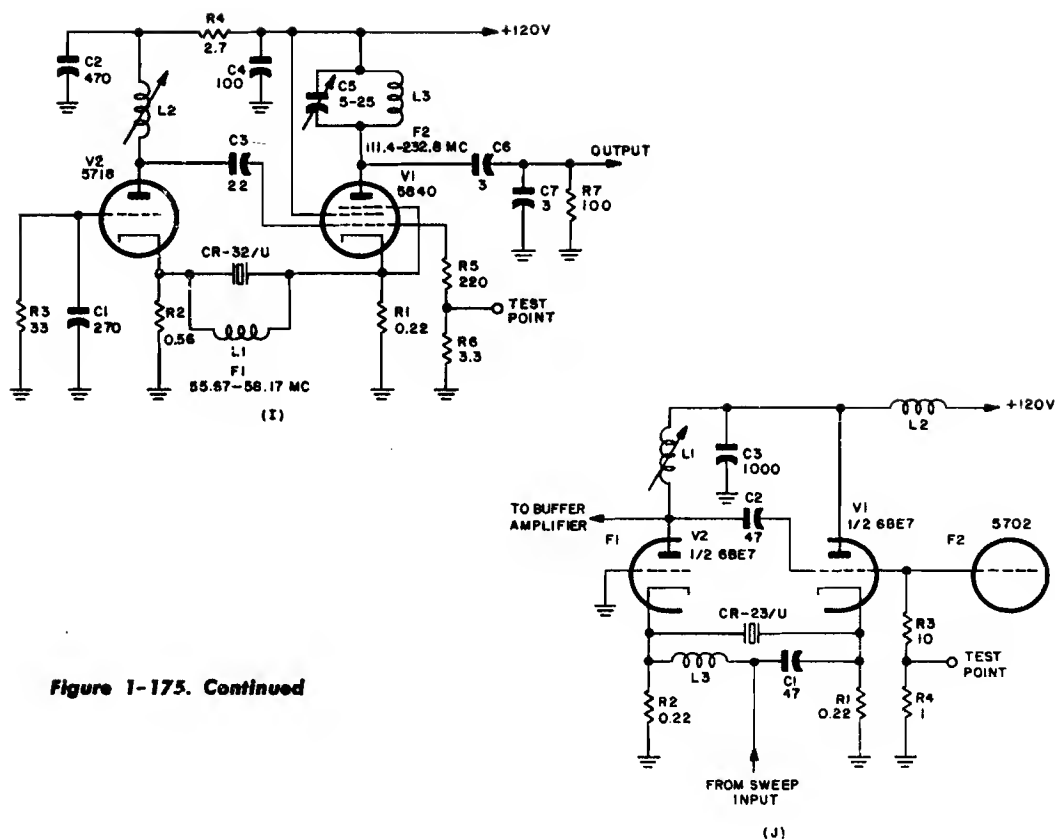 R4
2.7
+120V
C2
470
C4
100
L2
C5
5-25
L3
F2
111.4-232.8 MC
C3
22
C6
3
OUTPUT
V2
5718
V1
5840
C7
3
R7
100
CR-32/U
R5
220
TEST
POINT
R3
33
C1
270
R2
0.56
L1
R1
0.22
R6
3.3
F1
55.67-58.17 MC
(I)
+120V
L2
L1
C3
1000
TO BUFFER
AMPLIFIER
C2
47
V1
1/2 6BE7
5702
F1
V2
1/2 6BE7
F2
CR-23/U
R3
10
TEST
POINT
L3
C1
47
R2
0.22
R1
0.22
R4
1
FROM SWEEP
INPUT
(J)
Figure 1-175. Continued